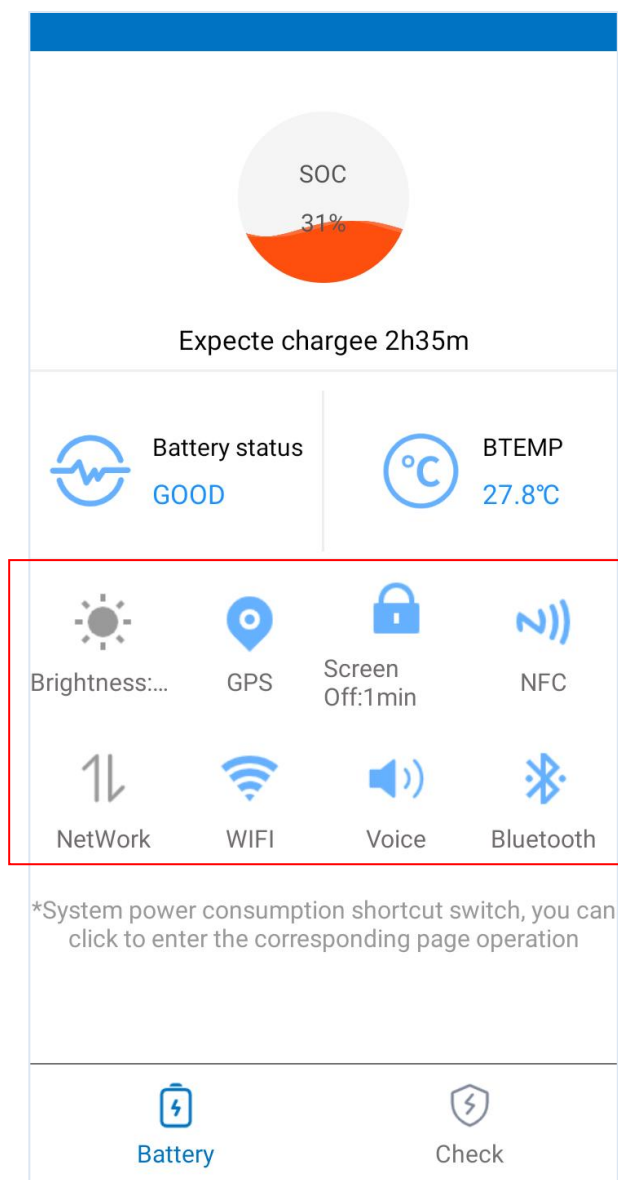 SOC
31%
Expecte chargee 2h35m
Battery status
GOOD
BTEMP
27.8℃
°C
Brightness:...
GPS
Screen
Off:1min
NFC
NetWork
WIFI
Voice
Bluetooth
*System power consumption shortcut switch, you can
click to enter the corresponding page operation
Battery
Check